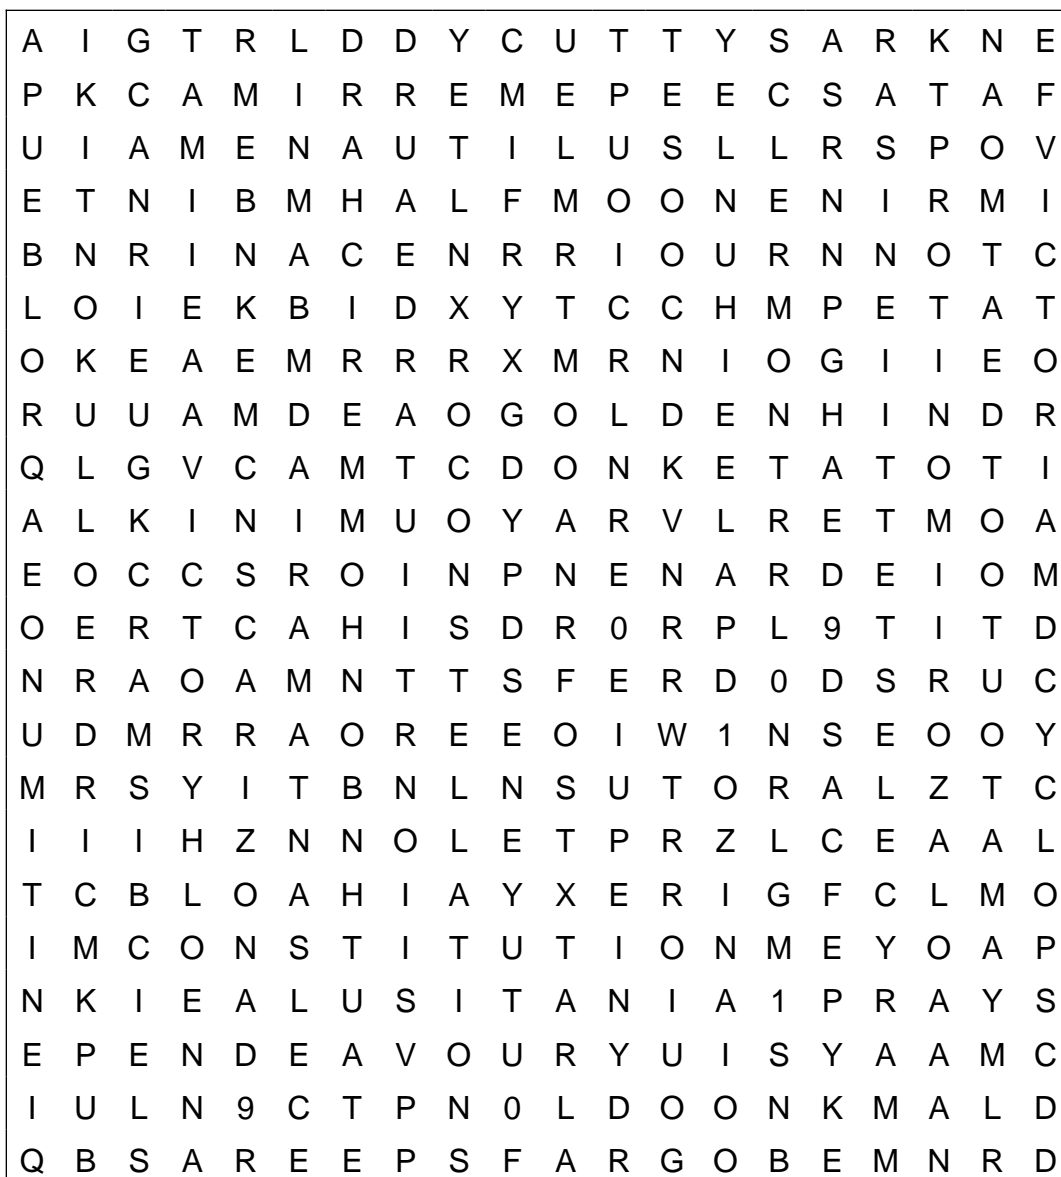 A I G T R L D D Y C U T T Y S A R K N E
P K C A M I R R E M E P E E C S A T A F
U I A M E N A U T I L U S L L R S P O V
E T N I B M H A L F M O O N E N I R M I
B N R I N A C E N R R I O U R N N O T C
L O I E K B I D X Y T C C H M P E T A T
O K E A E M R R R X M R N I O G I I E O
R U U A M D E A O G O L D E N H I N D R
Q L G V C A M T C D O N K E T A T O T I
A L K I N I M U O Y A R V L R E T M O A
E O C C S R O I N P N E N A R D E I O M
O E R T C A H I S D R 0 R P L 9 T I T D
N R A O A M N T T S F E R D 0 D S R U C
U D M R R A O R E E O I W 1 N S E O O Y
M R S Y I T B N L N S U T O R A L Z T C
I I I H Z N N O L E T P R Z L C E A A L
T C B L O A H I A Y X E R I G F C L M O
I M C O N S T I T U T I O N M E Y O A P
N K I E A L U S I T A N I A 1 P R A Y S
E P E N D E A V O U R Y U I S Y A A M C
I U L N 9 C T P N 0 L D O O N K M A L D
Q B S A R E E P S F A R G O B E M N R D